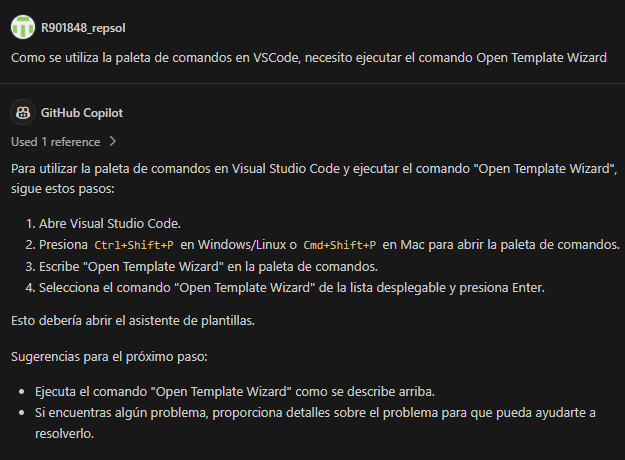 R901848_repsol
Como se utiliza la paleta de comandos en VSCode, necesito ejecutar el comando Open Template Wizard
GitHub Copilot
Used 1 reference
Para utilizar la paleta de comandos en Visual Studio Code y ejecutar el comando "Open Template Wizard",
sigue estos pasos:
1. Abre Visual Studio Code.
2. Presiona Ctrl+Shift+P en Windows/Linux o Cmd+Shift+P en Mac para abrir la paleta de comandos.
3. Escribe "Open Template Wizard" en la paleta de comandos.
4. Selecciona el comando "Open Template Wizard" de la lista desplegable y presiona Enter.
Esto debería abrir el asistente de plantillas.
Sugerencias para el próximo paso:
• Ejecuta el comando "Open Template Wizard" como se describe arriba.
• Si encuentras algún problema, proporciona detalles sobre el problema para que pueda ayudarte a
resolverlo.